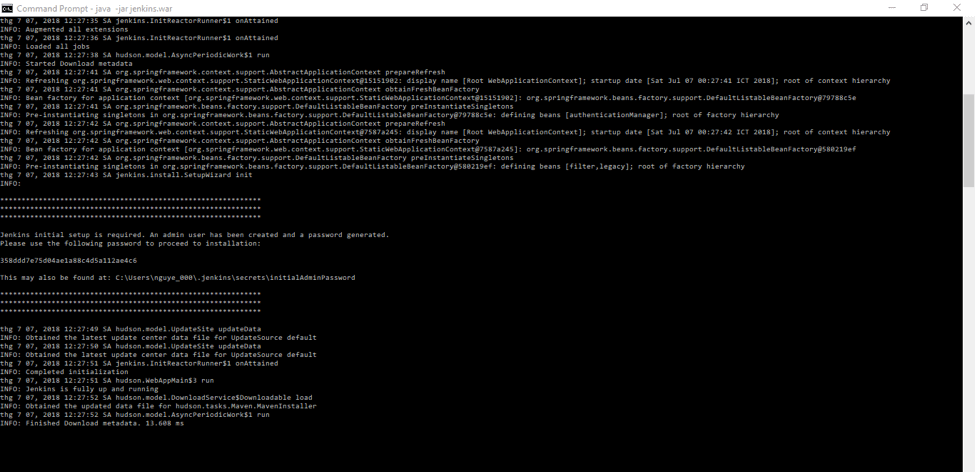 Command Prompt - java -jar jenkins.war
thg 7 07, 2018 12:27:35 SA jenkins.InitReactorRunner$1 onAttained
INFO: Augmented all extensions
thg 7 07, 2018 12:27:36 SA jenkins.InitReactorRunner$1 onAttained
INFO: Loaded all jobs
thg 7 07, 2018 12:27:38 SA hudson.model.AsyncPeriodicWork$1 run
INFO: Started Download metadata
thg 7 07, 2018 12:27:41 SA org.springframework.context.support.AbstractApplicationContext prepareRefresh
INFO: Refreshing org.springframework.web.context.support.StaticWebApplicationContext@15151902: display name [Root WebApplicationContext]; startup date [Sat Jul 07 00:27:41 ICT 2018]; root of context hierarchy
thg 7 07, 2018 12:27:41 SA org.springframework.context.support.AbstractApplicationContext obtainFreshBeanFactory
INFO: Bean factory for application context [org.springframework.web.context.support.StaticWebApplicationContext@15151902]: org.springframework.beans.factory.support.DefaultListableBeanFactory@79788c5e
thg 7 07, 2018 12:27:41 SA org.springframework.beans.factory.support.DefaultListableBeanFactory preInstantiateSingletons
INFO: Pre-instantiating singletons in org.springframework.beans.factory.support.DefaultListableBeanFactory@79788c5e: defining beans [authenticationManager]; root of factory hierarchy
thg 7 07, 2018 12:27:42 SA org.springframework.context.support.AbstractApplicationContext prepareRefresh
INFO: Refreshing org.springframework.web.context.support.StaticWebApplicationContext@7587a245: display name [Root WebApplicationContext]; startup date [Sat Jul 07 00:27:42 ICT 2018]; root of context hierarchy
thg 7 07, 2018 12:27:42 SA org.springframework.context.support.AbstractApplicationContext obtainFreshBeanFactory
INFO: Bean factory for application context [org.springframework.web.context.support.StaticWebApplicationContext@7587a245]: org.springframework.beans.factory.support.DefaultListableBeanFactory@580219ef
thg 7 07, 2018 12:27:42 SA org.springframework.beans.factory.support.DefaultListableBeanFactory preInstantiateSingletons
INFO: Pre-instantiating singletons in org.springframework.beans.factory.support.DefaultListableBeanFactory@580219ef: defining beans [filter,legacy]; root of factory hierarchy
thg 7 07, 2018 12:27:43 SA jenkins.install.SetupWizard init
INFO:
*************************************************************
*************************************************************
*************************************************************
Jenkins initial setup is required. An admin user has been created and a password generated.
Please use the following password to proceed to installation:
358ddd7e75d04ae1a88c4d5a112ae4c6
This may also be found at: C:\Users\nguye_000\.jenkins\secrets\initialAdminPassword
*************************************************************
*************************************************************
*************************************************************
thg 7 07, 2018 12:27:49 SA hudson.model.UpdateSite updateData
INFO: Obtained the latest update center data file for UpdateSource default
thg 7 07, 2018 12:27:50 SA hudson.model.UpdateSite updateData
INFO: Obtained the latest update center data file for UpdateSource default
thg 7 07, 2018 12:27:51 SA jenkins.InitReactorRunner$1 onAttained
INFO: Completed initialization
thg 7 07, 2018 12:27:51 SA hudson.WebAppMain$3 run
INFO: Jenkins is fully up and running
thg 7 07, 2018 12:27:52 SA hudson.model.DownloadService$Downloadable load
INFO: Obtained the updated data file for hudson.tasks.Maven.MavenInstaller
thg 7 07, 2018 12:27:52 SA hudson.model.AsyncPeriodicWork$1 run
INFO: Finished Download metadata. 13.608 ms